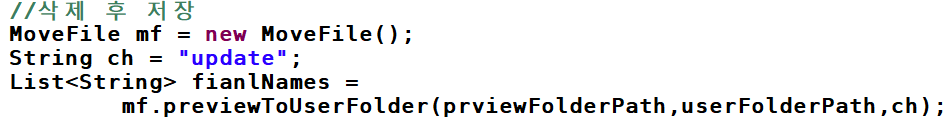 //삭제 후 저장
MoveFile mf = new MoveFile();
String ch = "update";
List<String> fianlNames =
mf.previewToUserFolder(prviewFolderPath,userFolderPath,ch);